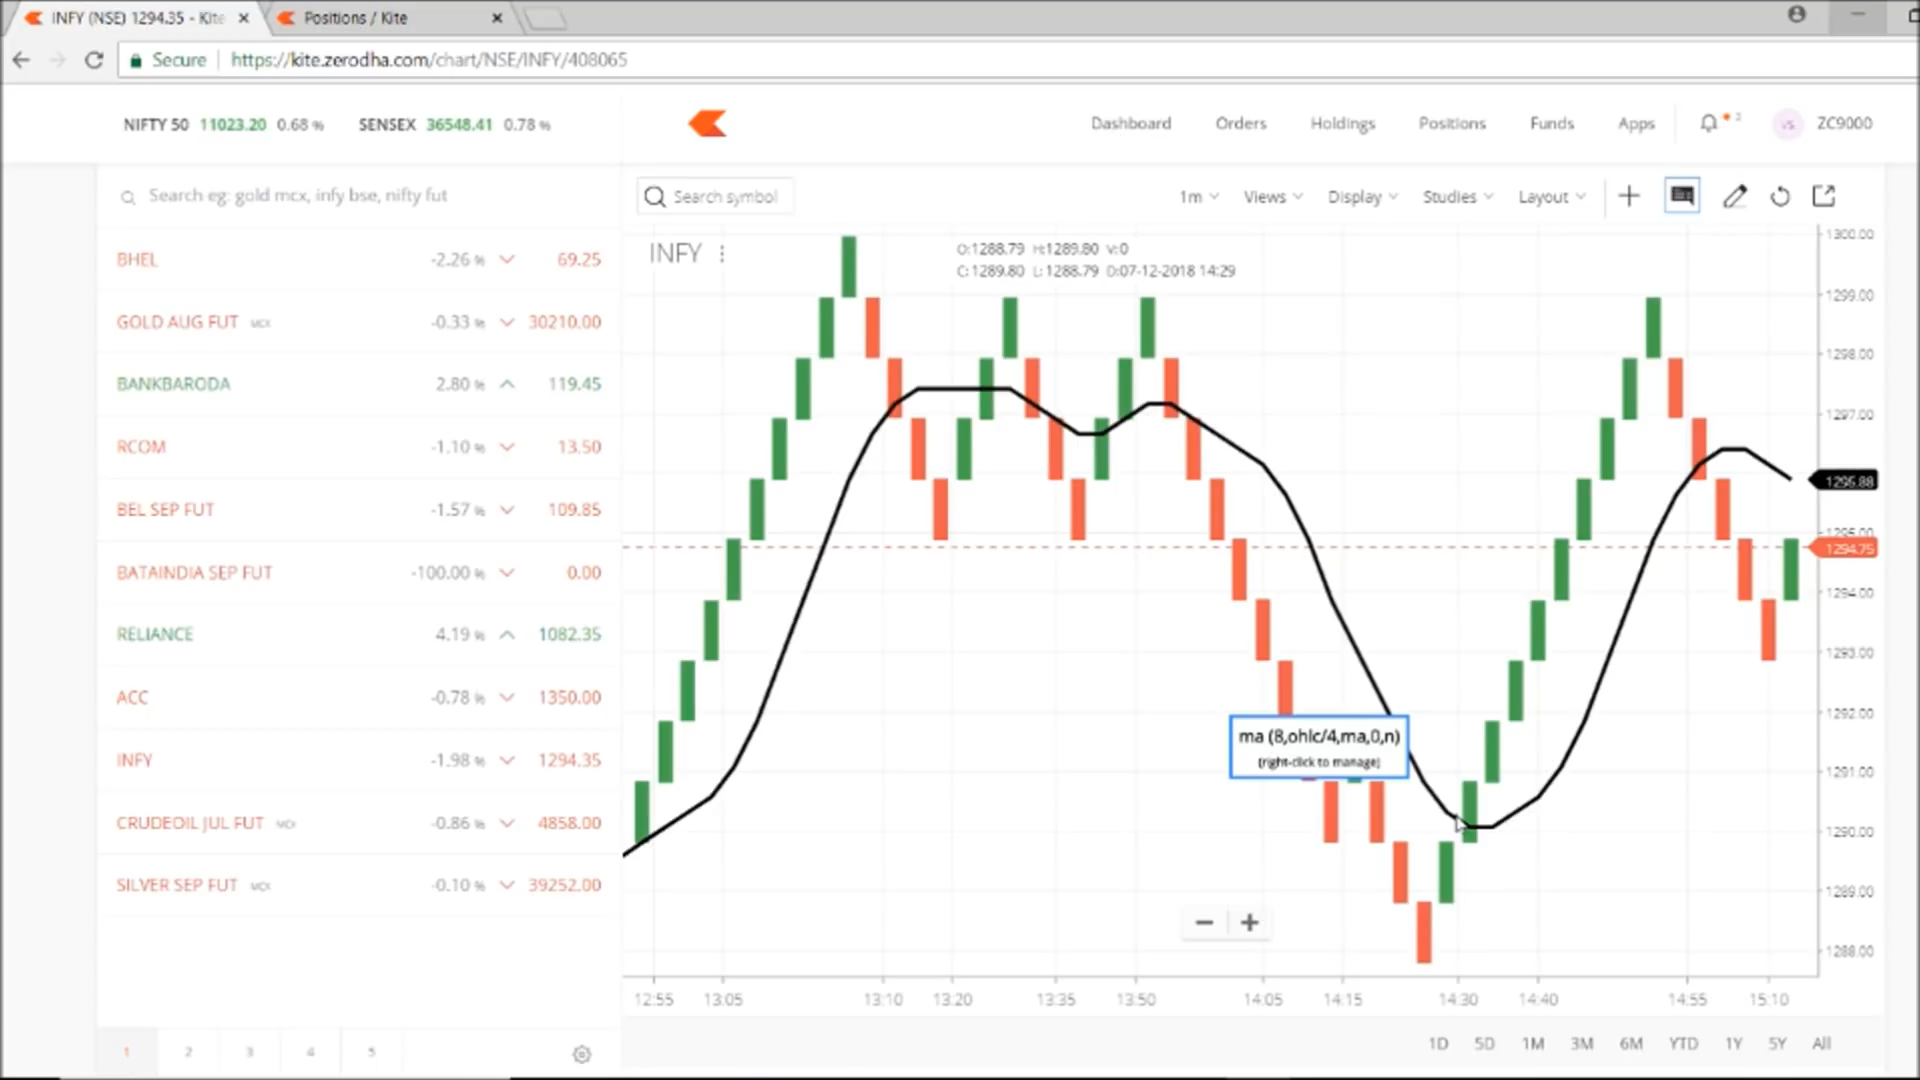 INFY (NSE) 1294.35 - Kite
Positions / Kite
Secure
https://kite.zerodha.com/chart/NSE/INFY/408065
NIFTY 50 11023.20 0.68 % SENSEX 36548.41 0.78 %
Dashboard Orders Holdings Positions Funds Apps
VS ZC9000
Search eg: gold mcx, infy bse, nifty fut
Search symbol
1m Views Display Studies Layout
BHEL -2.26 % 69.25
GOLD AUG FUT MCX -0.33 % 30210.00
BANKBARODA 2.80 % 119.45
RCOM -1.10 % 13.50
BEL SEP FUT -1.57 % 109.85
BATAINDIA SEP FUT -100.00 % 0.00
RELIANCE 4.19 % 1082.35
ACC -0.78 % 1350.00
INFY -1.98 % 1294.35
CRUDEOIL JUL FUT MCX -0.86 % 4858.00
SILVER SEP FUT MCX -0.10 % 39252.00
1 2 3 4 5
INFY
O:1288.79 H:1289.80 V:0
C:1289.80 L:1288.79 D:07-12-2018 14:29
1300.00
1299.00
1298.00
1297.00
1295.88
1295.00
1294.75
1294.00
1293.00
1292.00
1291.00
1290.00
1289.00
1288.00
ma (8,ohlc/4,ma,0,n)
(right-click to manage)
12:55 13:05 13:10 13:20 13:35 13:50 14:05 14:15 14:30 14:40 14:55 15:10
1D 5D 1M 3M 6M YTD 1Y 5Y All